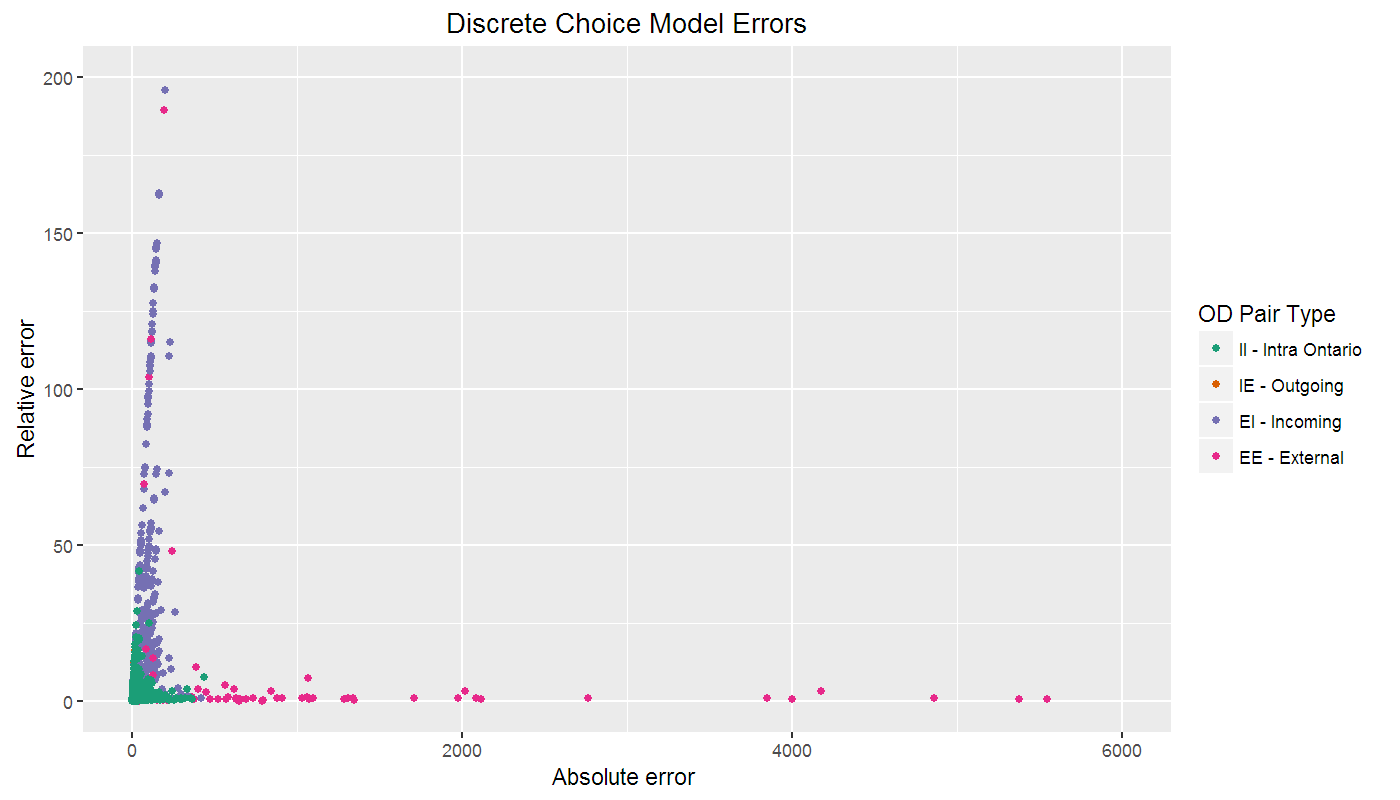 Discrete Choice Model Errors
200
150
100
50
0
Relative error
0
2000
4000
6000
Absolute error
OD Pair Type
II - Intra Ontario
IE - Outgoing
EI - Incoming
EE - External